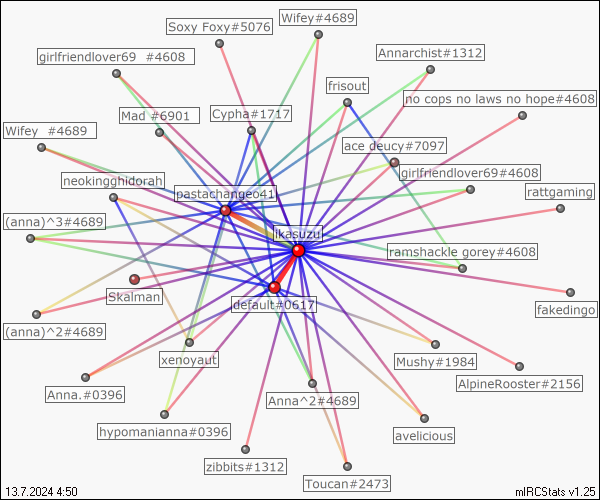 Soxy Foxy#5076
Wifey#4689
girlfriendlover69 #4608
Annarchist#1312
frisout
no cops no laws no hope#4608
Mad #6901
Cypha#1717
Wifey #4689
ace deucy#7097
girlfriendlover69#4608
neokingghidorah
pastachangeo41
rattgaming
(anna)^3#4689
ikasuzu
ramshackle gorey#4608
Skalman
default#0617
fakedingo
(anna)^2#4689
xenoyaut
Mushy#1984
AlpineRooster#2156
Anna.#0396
Anna^2#4689
hypomanianna#0396
avelicious
zibbits#1312
Toucan#2473
13.7.2024 4:50
mIRCStats v1.25